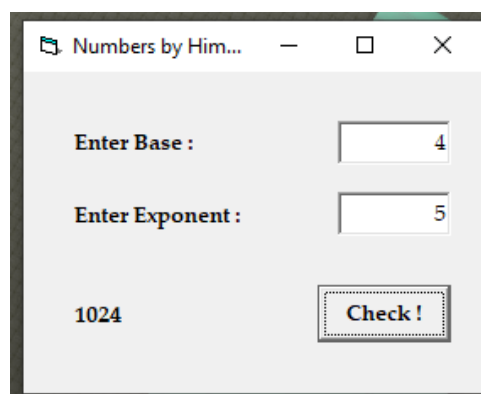 Numbers by Him...
Enter Base : 4
Enter Exponent : 5
1024 Check !